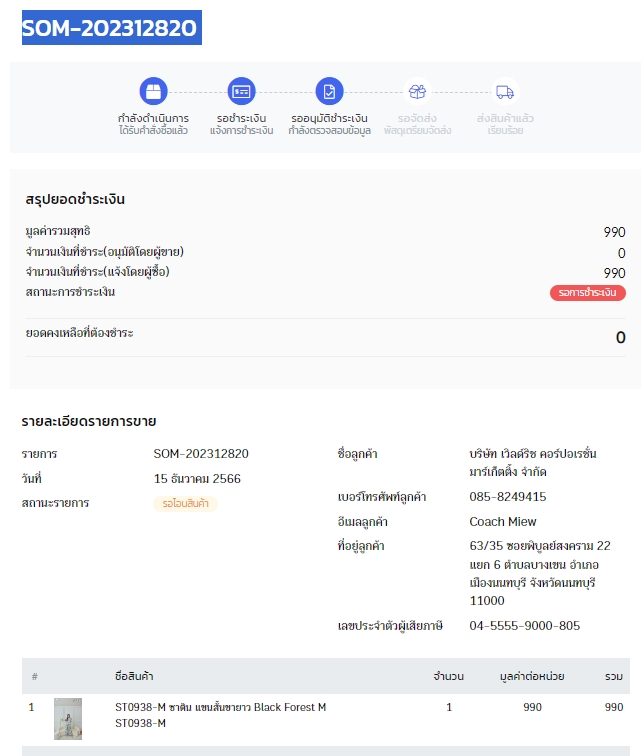 SOM-202312820
กำลังดำเนินการ
ได้รับคำสั่งซื้อแล้ว
รอชำระเงิน
แจ้งการชำระเงิน
รออนุมัติชำระเงิน
กำลังตรวจสอบข้อมูล
รอจัดส่ง
พัสดุเตรียมจัดส่ง
ส่งสินค้าแล้ว
เรียบร้อย
สรุปยอดชำระเงิน
มูลค่ารวมสุทธิ 990
จำนวนเงินที่ชำระ(อนุมัติโดยผู้ขาย) 0
จำนวนเงินที่ชำระ(แจ้งโดยผู้ซื้อ) 990
สถานะการชำระเงิน รอการชำระเงิน
ยอดคงเหลือที่ต้องชำระ 0
รายละเอียดรายการขาย
รายการ SOM-202312820
วันที่ 15 ธันวาคม 2566
สถานะรายการ รอโอนสินค้า
ชื่อลูกค้า บริษัท เวิลด์ริช คอร์ปอเรชั่น
มาร์เก็ตติ้ง จำกัด
เบอร์โทรศัพท์ลูกค้า 085-8249415
อีเมลลูกค้า Coach Miew
ที่อยู่ลูกค้า 63/35 ซอยพิบูลย์สงคราม 22
แยก 6 ตำบลบางเขน อำเภอ
เมืองนนทบุรี จังหวัดนนทบุรี
11000
เลขประจำตัวผู้เสียภาษี 04-5555-9000-805
# ชื่อสินค้า จำนวน มูลค่าต่อหน่วย รวม
1 ST0938-M ซาติน แขนสั้นขายาว Black Forest M 1 990 990
ST0938-M